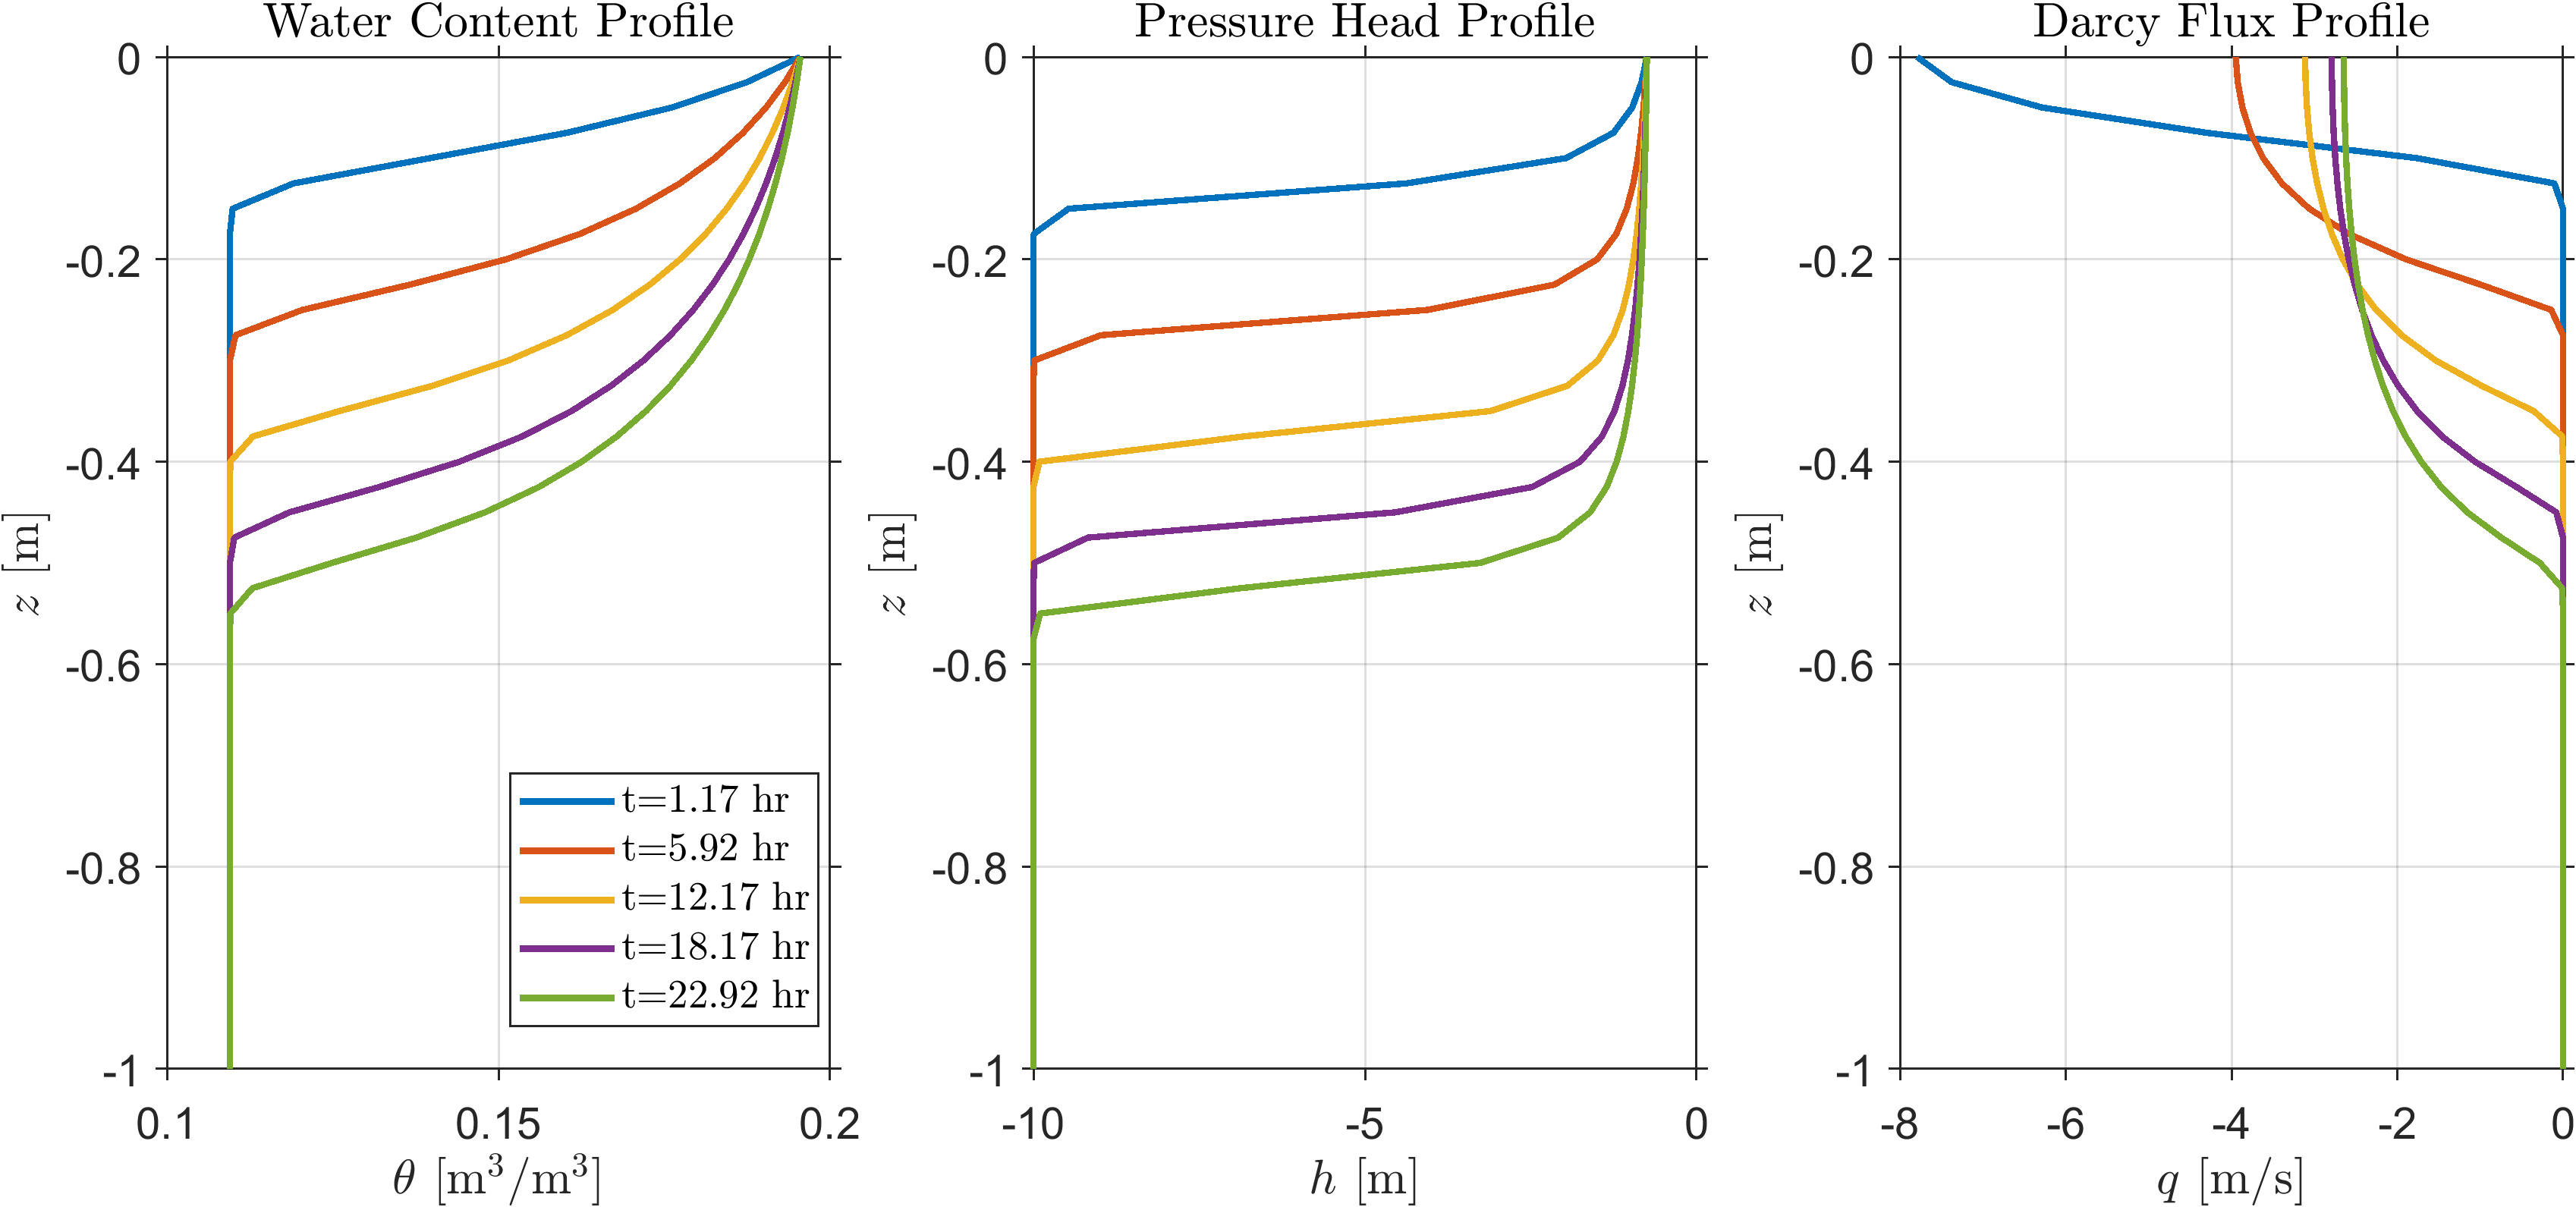 Water Content Profile
0
-0.2
-0.4
-0.6
-0.8
-1
z [m]
0.1 0.15 0.2
θ [m³/m³]
t=1.17 hr
t=5.92 hr
t=12.17 hr
t=18.17 hr
t=22.92 hr
Pressure Head Profile
0
-0.2
-0.4
-0.6
-0.8
-1
z [m]
-10 -5 0
h [m]
Darcy Flux Profile
0
-0.2
-0.4
-0.6
-0.8
-1
z [m]
-8 -6 -4 -2 0
q [m/s]